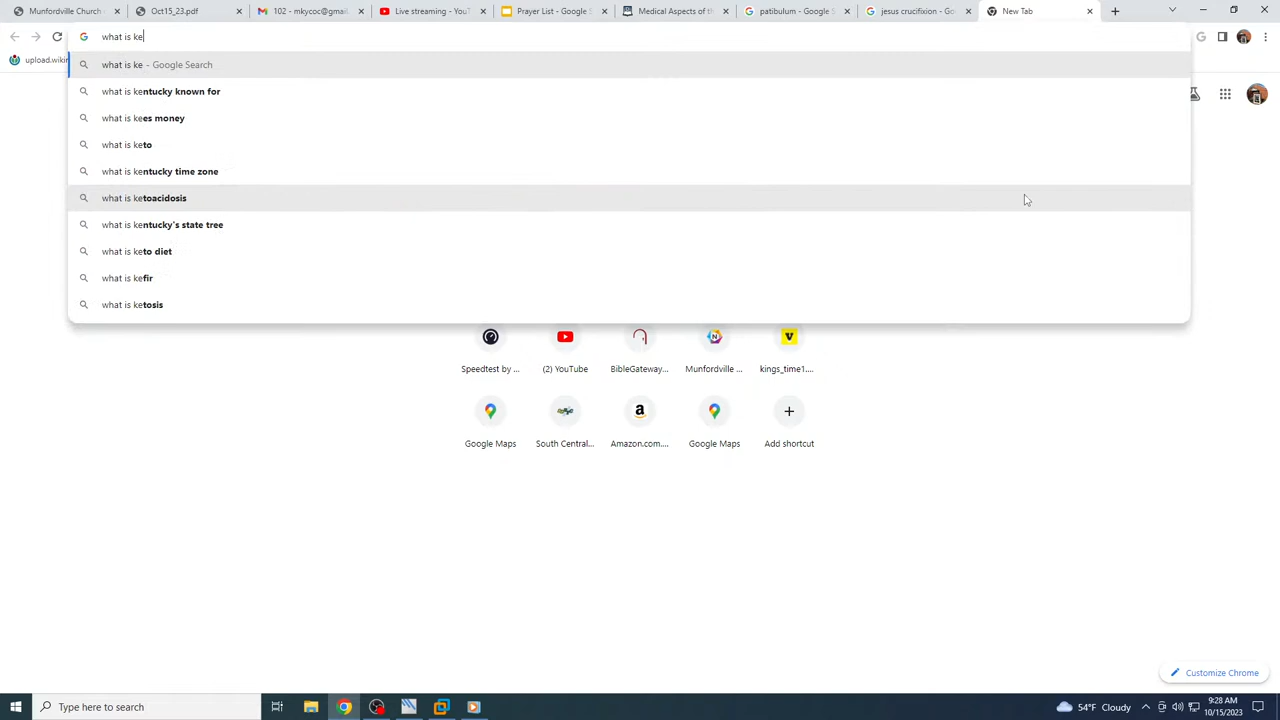 Munfordville Church
Oct15_23.pdf
102 - mkycoc@gmail
Live streaming - YouT
Prayer List - Google S
Medical Aspects of th
patibulum - Google S
jesus crucifixion - Goo
New Tab
what is ke
upload.wikin
what is ke - Google Search
what is kentucky known for
what is kees money
what is keto
what is kentucky time zone
what is ketoacidosis
what is kentucky's state tree
what is keto diet
what is kefir
what is ketosis
Speedtest by ...
(2) YouTube
BibleGateway...
Munfordville ...
kings_time1....
Google Maps
South Central...
Amazon.com....
Google Maps
Add shortcut
Customize Chrome
Type here to search
54°F Cloudy
9:28 AM
10/15/2023